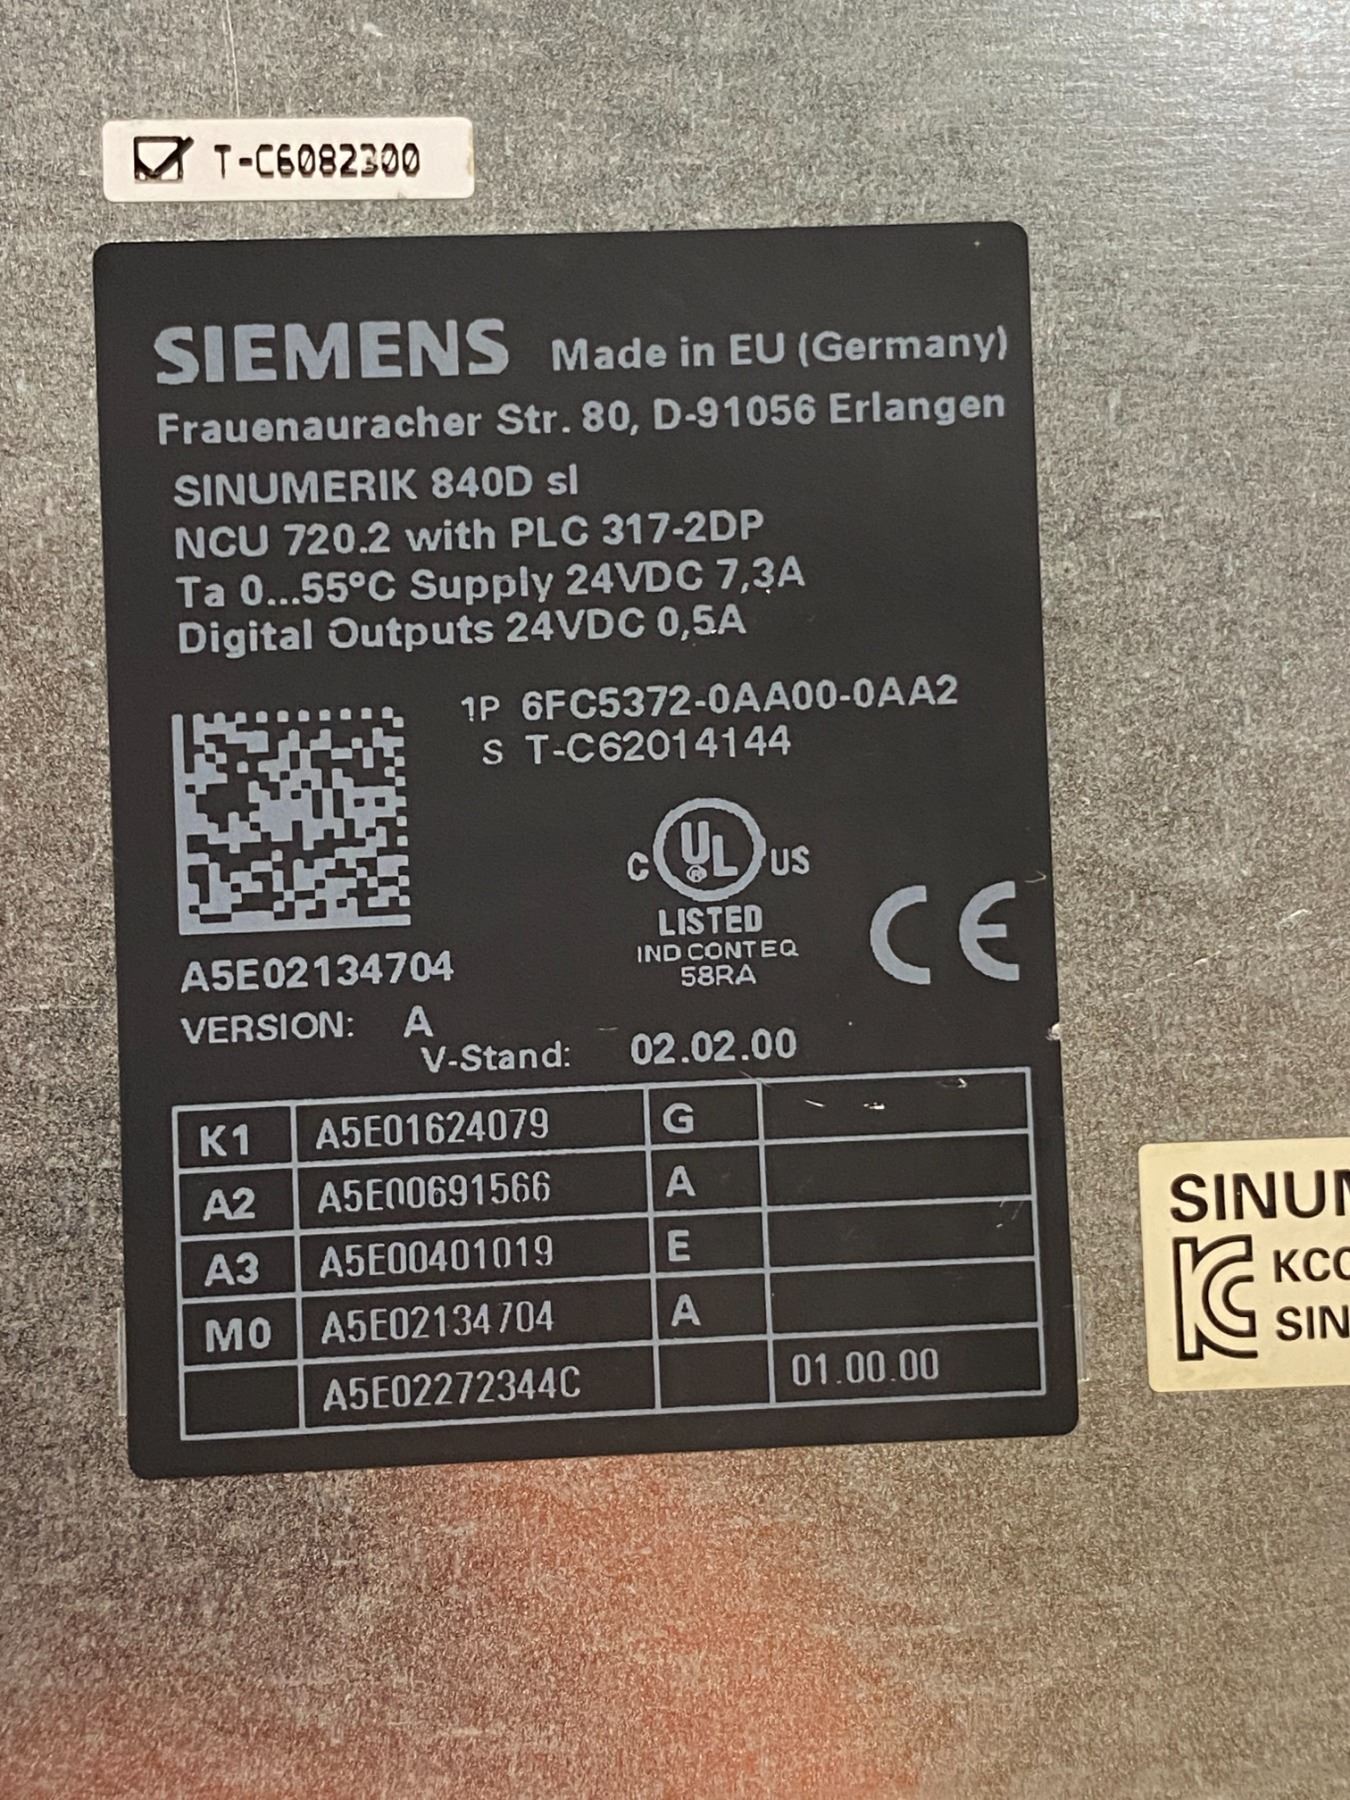 T-C6082300
SIEMENS Made in EU (Germany)
Frauenauracher Str. 80, D-91056 Erlangen
SINUMERIK 840D sl
NCU 720.2 with PLC 317-2DP
Ta 0...55°C Supply 24VDC 7,3A
Digital Outputs 24VDC 0,5A
1P 6FC5372-0AA00-0AA2
S T-C62014144
C UL US
LISTED
IND CONT EQ
58RA
CE
A5E02134704
VERSION: A
V-Stand: 02.02.00
K1 A5E01624079 G
A2 A5E00691566 A
A3 A5E00401019 E
M0 A5E02134704 A
A5E02272344C 01.00.00
SINUM
KCC
SIN